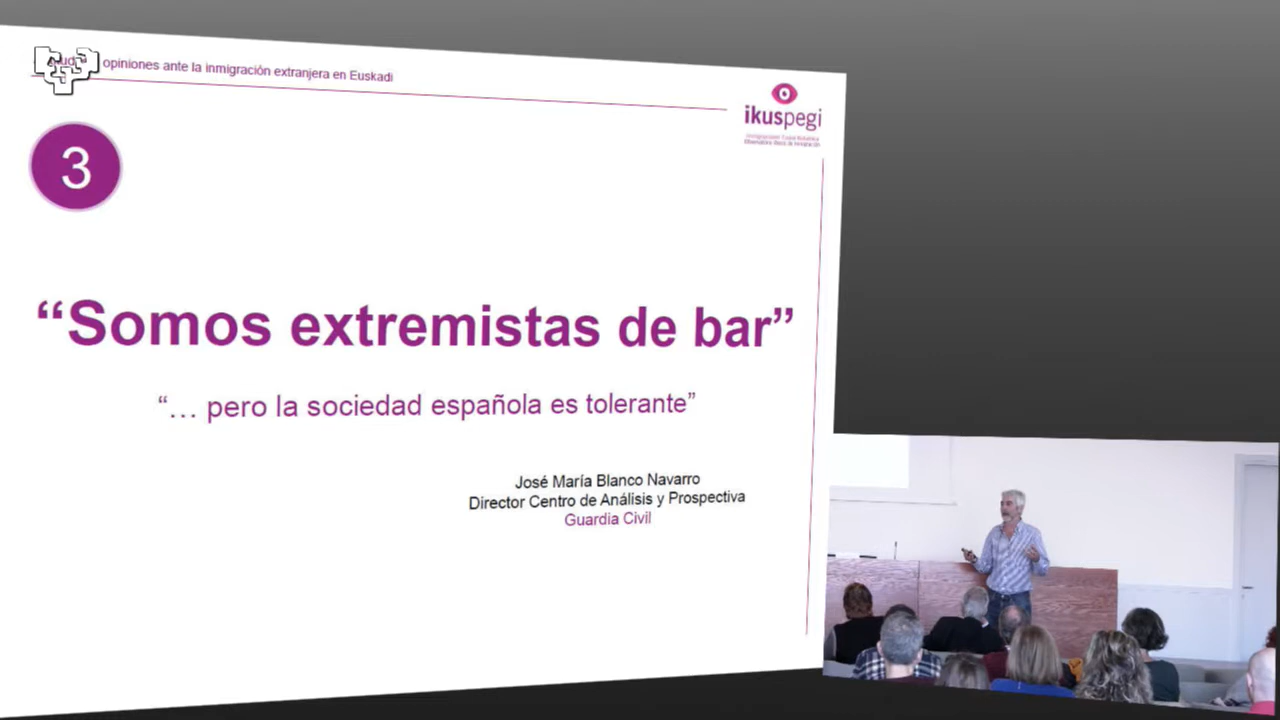 opiniones ante la inmigración extranjera en Euskadi
ikuspegi
3
“Somos extremistas de bar”
“… pero la sociedad española es tolerante”
José María Blanco Navarro
Director Centro de Análisis y Prospectiva
Guardia Civil